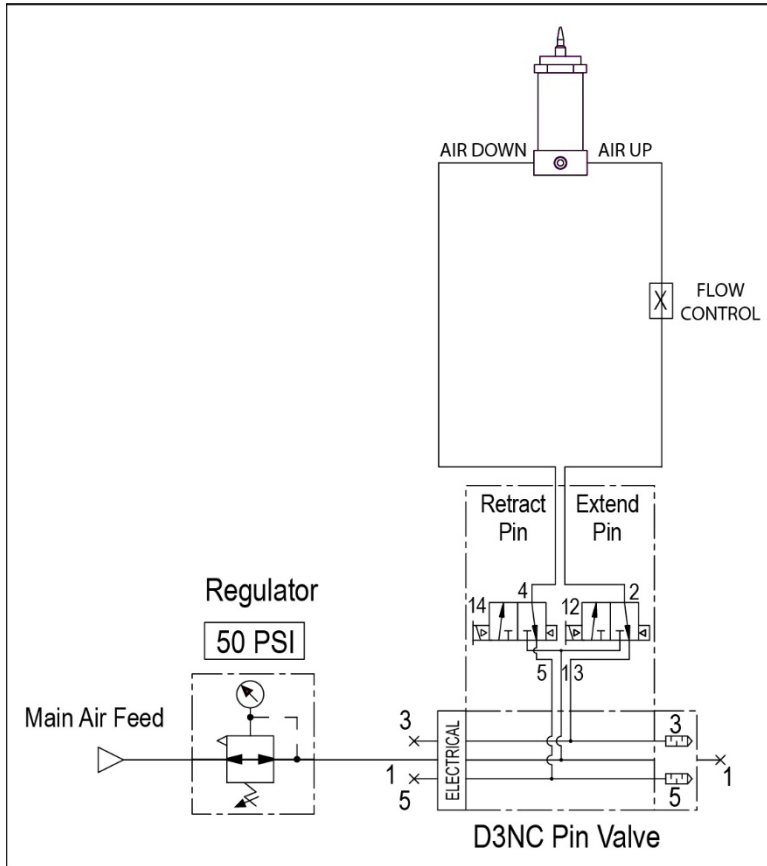 AIR DOWN
AIR UP
FLOW
CONTROL
Retract
Pin
Extend
Pin
14
4
12
2
5
1
3
Regulator
50 PSI
Main Air Feed
3
1
5
ELECTRICAL
3
1
5
D3NC Pin Valve